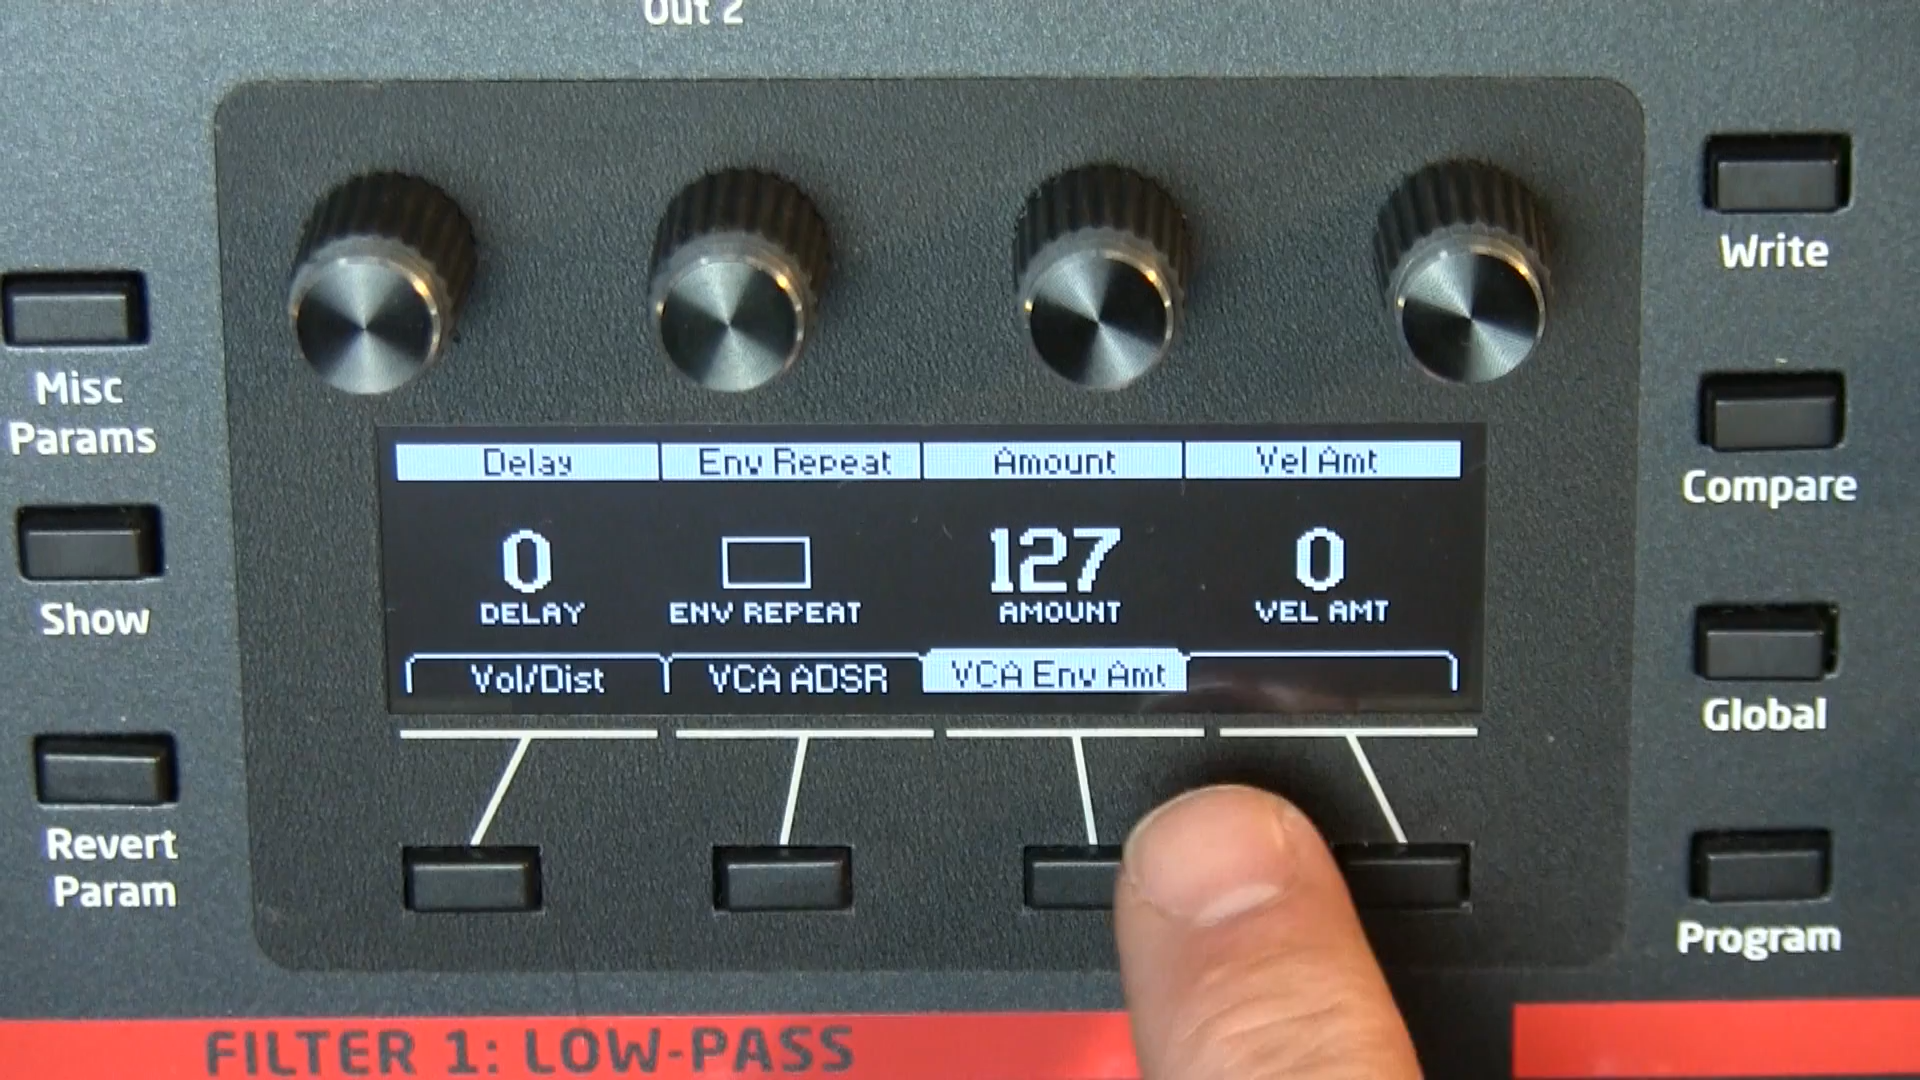 Out 2
Write
Misc
Params
Compare
Delay Env Repeat Amount Vel Amt
0 127 0
DELAY ENV REPEAT AMOUNT VEL AMT
Show
Vol/Dist VCA ADSR VCA Env Amt
Global
Revert
Param
Program
FILTER 1: LOW-PASS